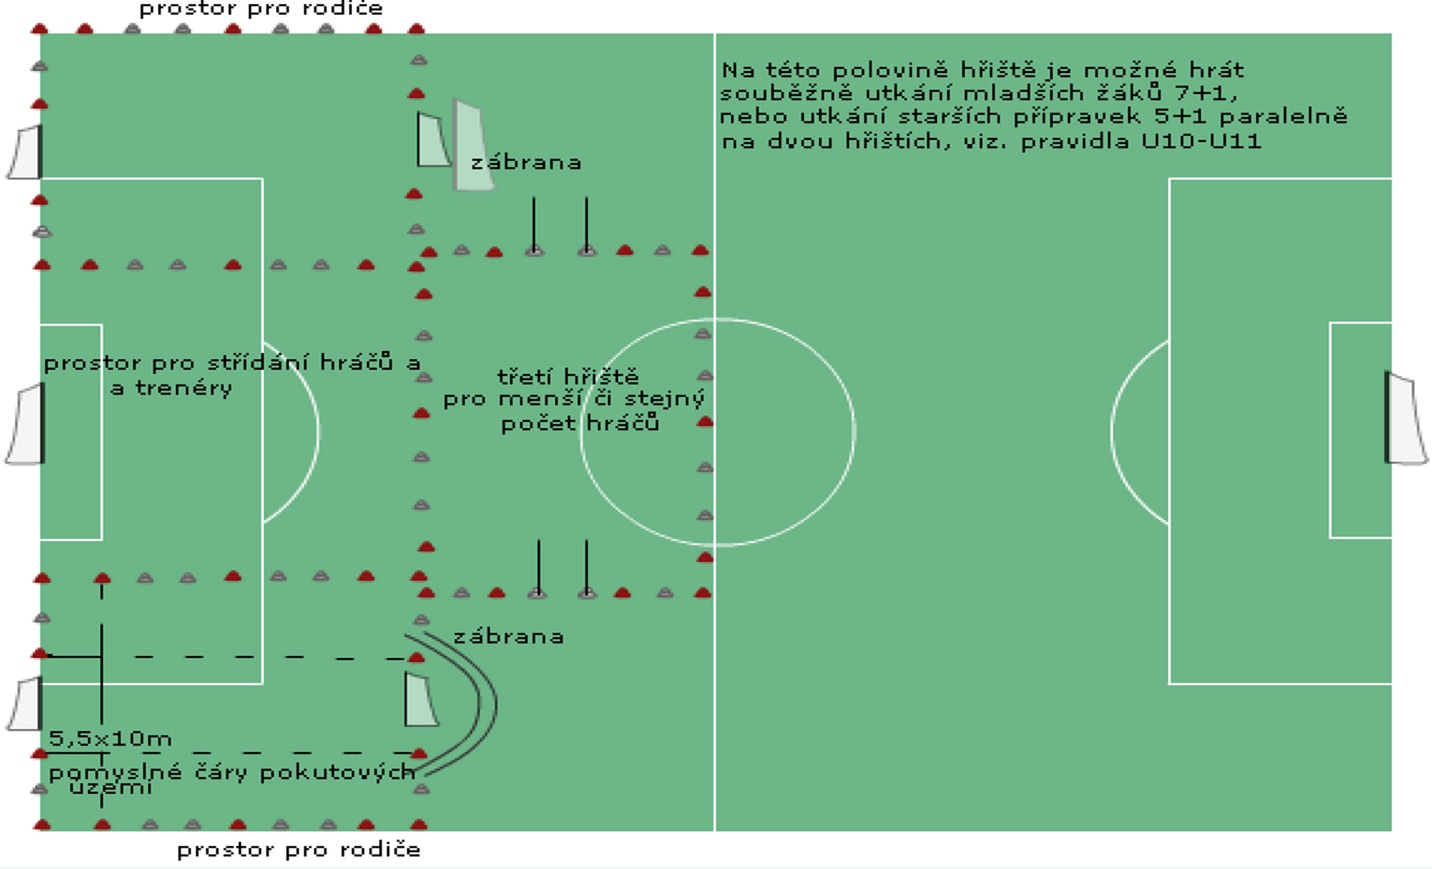 prostor pro rodiče
Na této polovině hřiště je možné hrát
souběžně utkání mladších žáků 7+1,
nebo utkání starších přípravek 5+1 paralelně
na dvou hřištích, viz. pravidla U10-U11
zábrana
prostor pro střídání hráčů a
a trenéry
třetí hřiště
pro menší či stejný
počet hráčů
zábrana
5,5x10m
pomyslné čáry pokutových
území
prostor pro rodiče